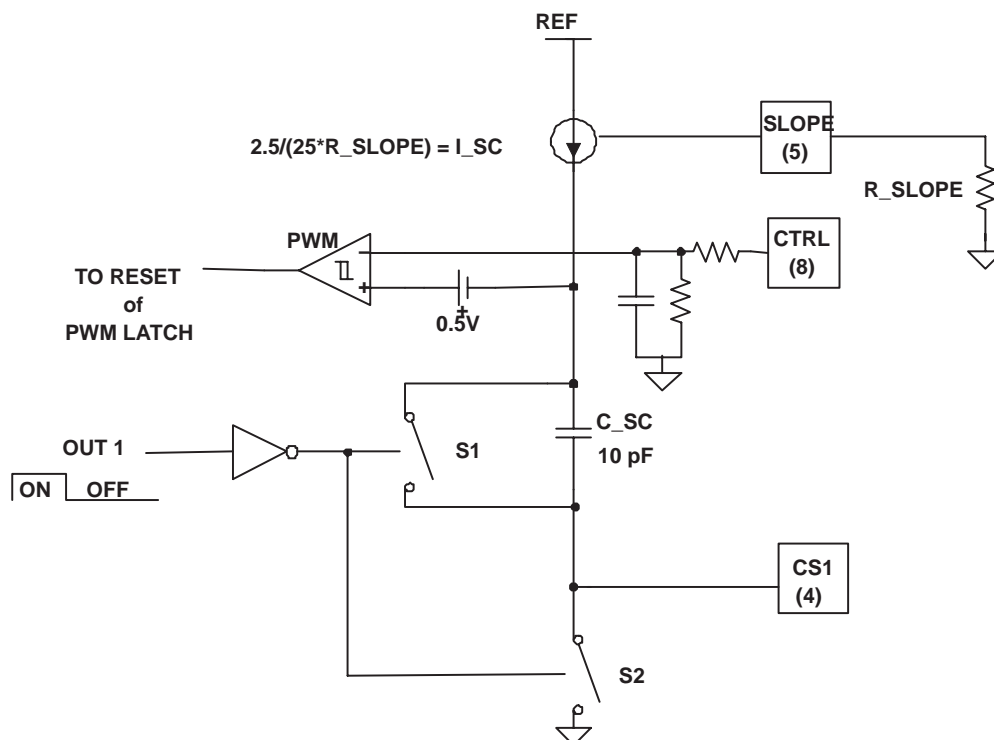 REF
2.5/(25*R_SLOPE) = I_SC
SLOPE
(5)
R_SLOPE
PWM
−
+
CTRL
(8)
TO RESET
of
PWM LATCH
+
0.5V
C_SC
10 pF
OUT 1
S1
ON
OFF
CS1
(4)
S2